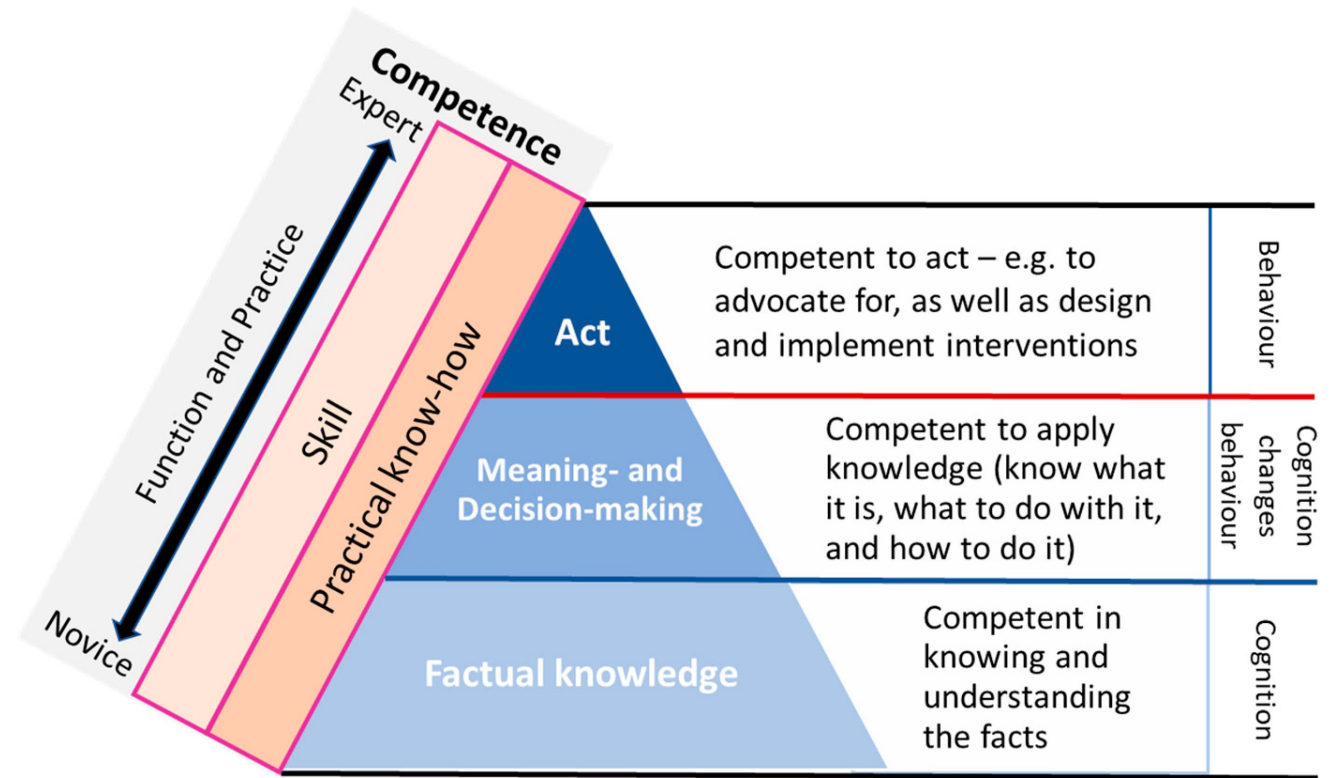 Competence
Expert
Function and Practice
Novice
Skill
Practical know-how
Act
Competent to act – e.g. to
advocate for, as well as design
and implement interventions
Behaviour
Meaning- and
Decision-making
Competent to apply
knowledge (know what
it is, what to do with it,
and how to do it)
Cognition
changes
behaviour
Factual knowledge
Competent in
knowing and
understanding
the facts
Cognition